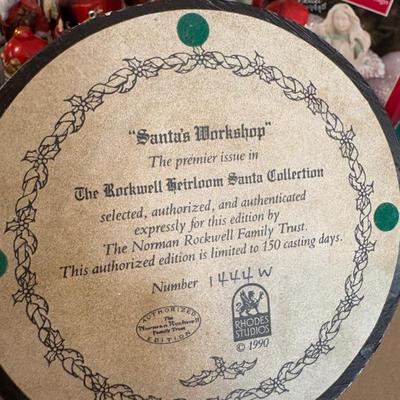 "Santa's Workshop"
The premier issue in
The Rockwell Heirloom Santa Collection
selected, authorized, and authenticated
expressly for this edition by
The Norman Rockwell Family Trust.
This authorized edition is limited to 150 casting days.
Number 1444 W
AUTHORIZED
The
Norman Rockwell
Family Trust
EDITION
RHODES
STUDIOS
© 1990